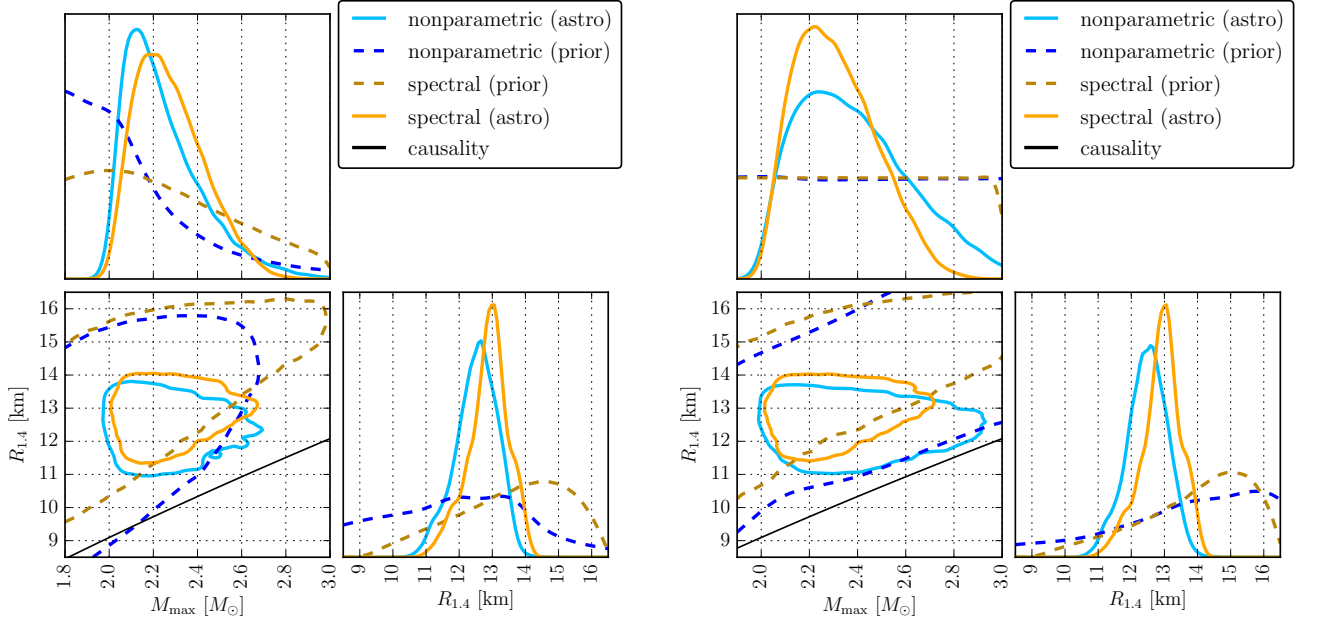 nonparametric (astro)
nonparametric (prior)
spectral (prior)
spectral (astro)
causality
16
15
14
13
12
11
10
9
R1.4 [km]
1.8
2.0
2.2
2.4
2.6
2.8
3.0
Mmax [M⊙]
9
10
11
12
13
14
15
16
R1.4 [km]
nonparametric (astro)
nonparametric (prior)
spectral (prior)
spectral (astro)
causality
16
15
14
13
12
11
10
9
R1.4 [km]
2.0
2.2
2.4
2.6
2.8
3.0
Mmax [M⊙]
9
10
11
12
13
14
15
16
R1.4 [km]